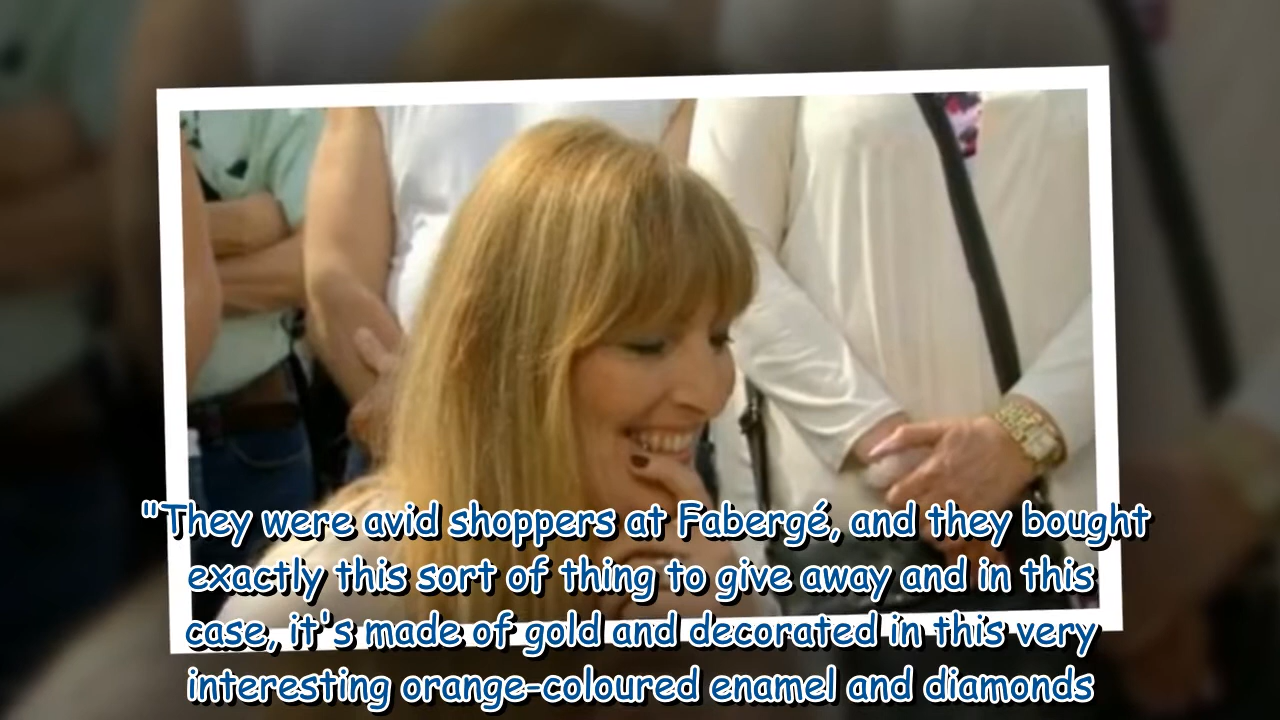 "They were avid shoppers at Fabergé, and they bought
exactly this sort of thing to give away and in this
case, it's made of gold and decorated in this very
interesting orange-coloured enamel and diamonds